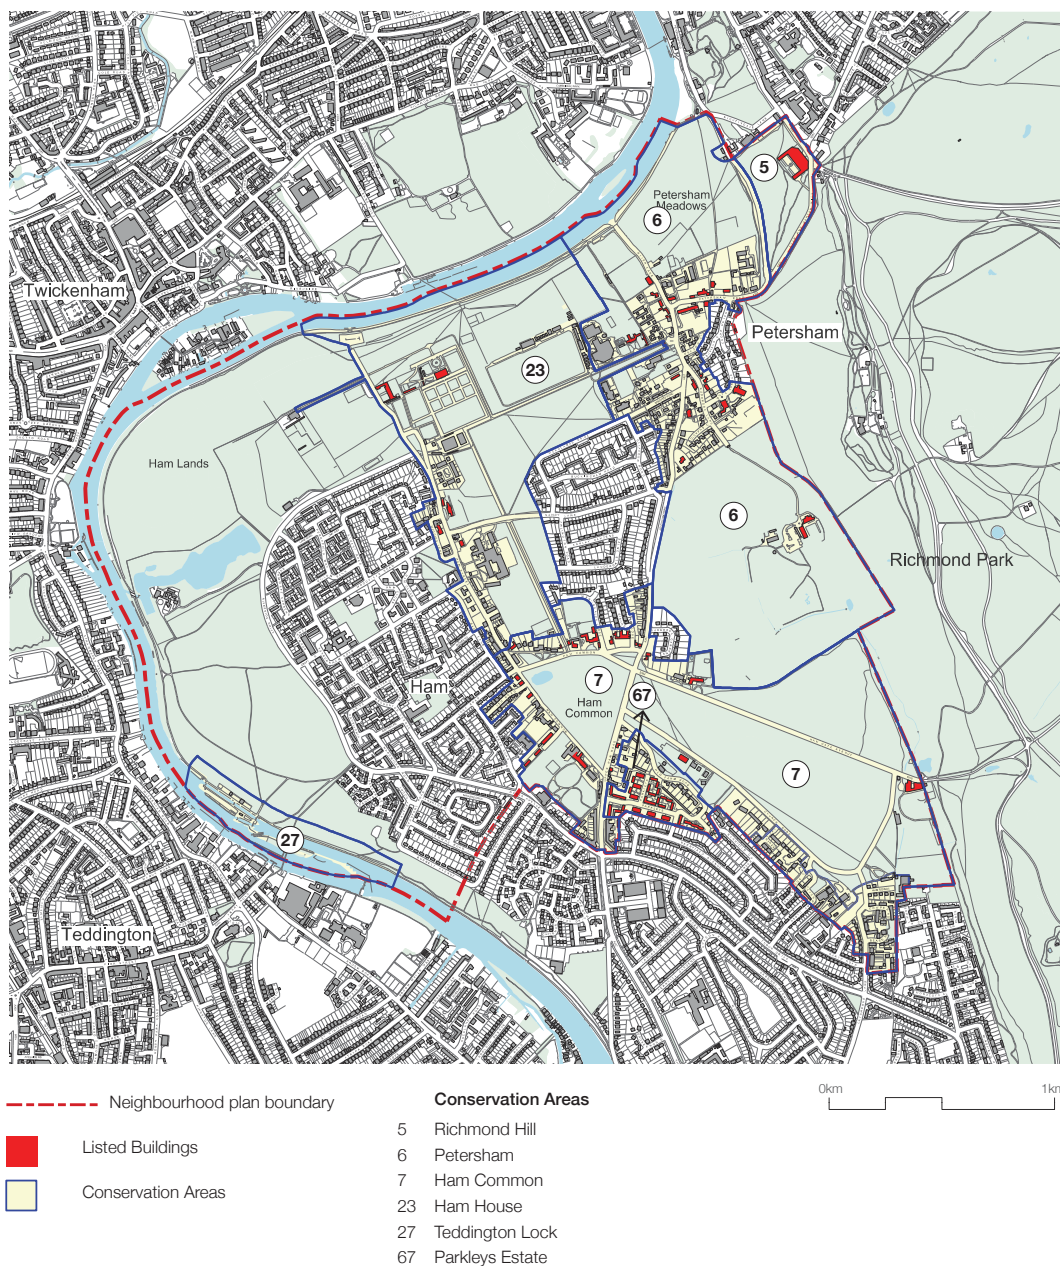 5
Petersham
Meadows
6
Twickenham
Petersham
23
Ham Lands
6
Richmond Park
Ham
7
Ham
Common
67
7
27
Teddington
Neighbourhood plan boundary
Listed Buildings
Conservation Areas
Conservation Areas
5 Richmond Hill
6 Petersham
7 Ham Common
23 Ham House
27 Teddington Lock
67 Parkleys Estate
0km 1km